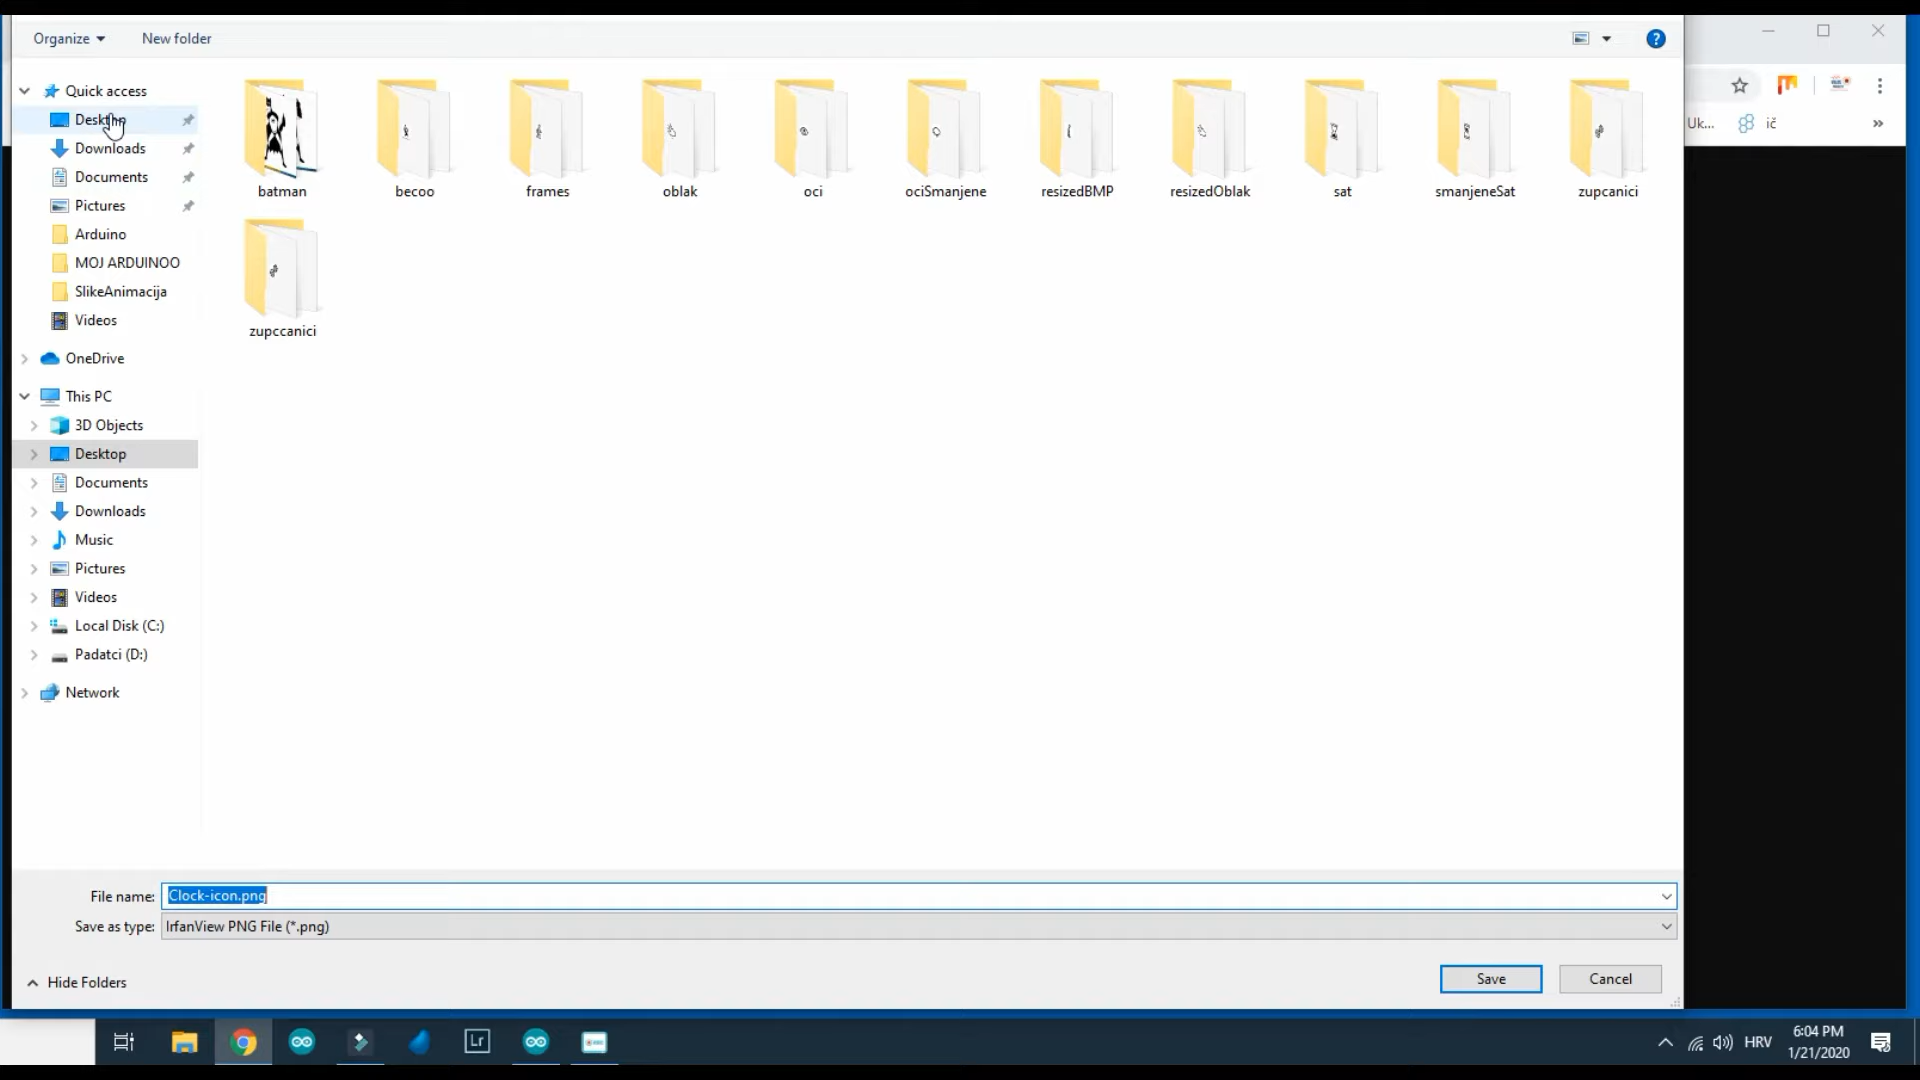 Organize
New folder
Quick access
Desktop
Downloads
Documents
Pictures
Arduino
MOJ ARDUINOO
SlikeAnimacija
Videos
OneDrive
This PC
3D Objects
Desktop
Documents
Downloads
Music
Pictures
Videos
Local Disk (C:)
Padatci (D:)
Network
batman
becoo
frames
oblak
oci
ociSmanjene
resizedBMP
resizedOblak
sat
smanjeneSat
zupcanici
zupccanici
Uk...
ič
»
File name: Clock-icon.png
Save as type: IrfanView PNG File (*.png)
Hide Folders
Save
Cancel
Lr
HRV
6:04 PM
1/21/2020